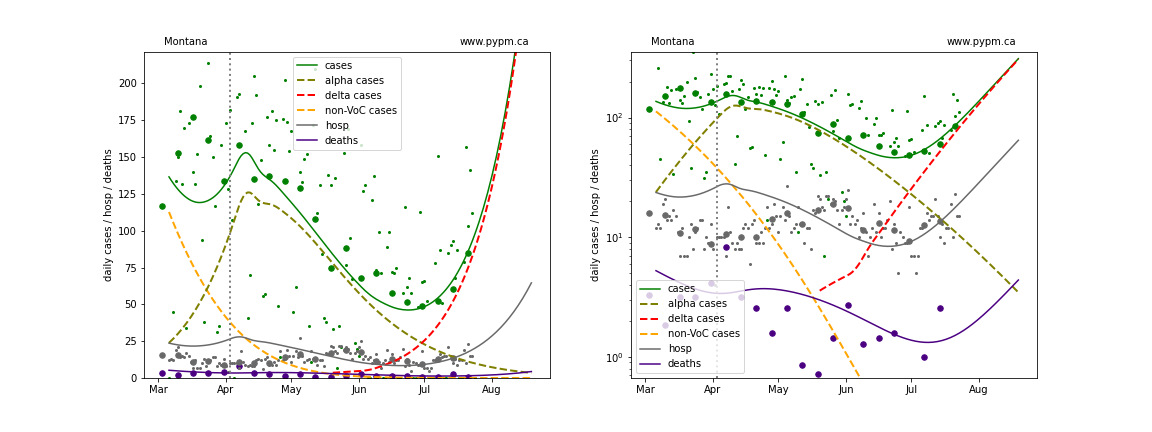 Montana www.pypm.ca
daily cases / hosp / deaths
200
175
150
125
100
75
50
25
0
Mar Apr May Jun Jul Aug
cases
alpha cases
delta cases
non-VoC cases
hosp
deaths
Montana www.pypm.ca
daily cases / hosp / deaths
10²
10¹
10⁰
Mar Apr May Jun Jul Aug
cases
alpha cases
delta cases
non-VoC cases
hosp
deaths